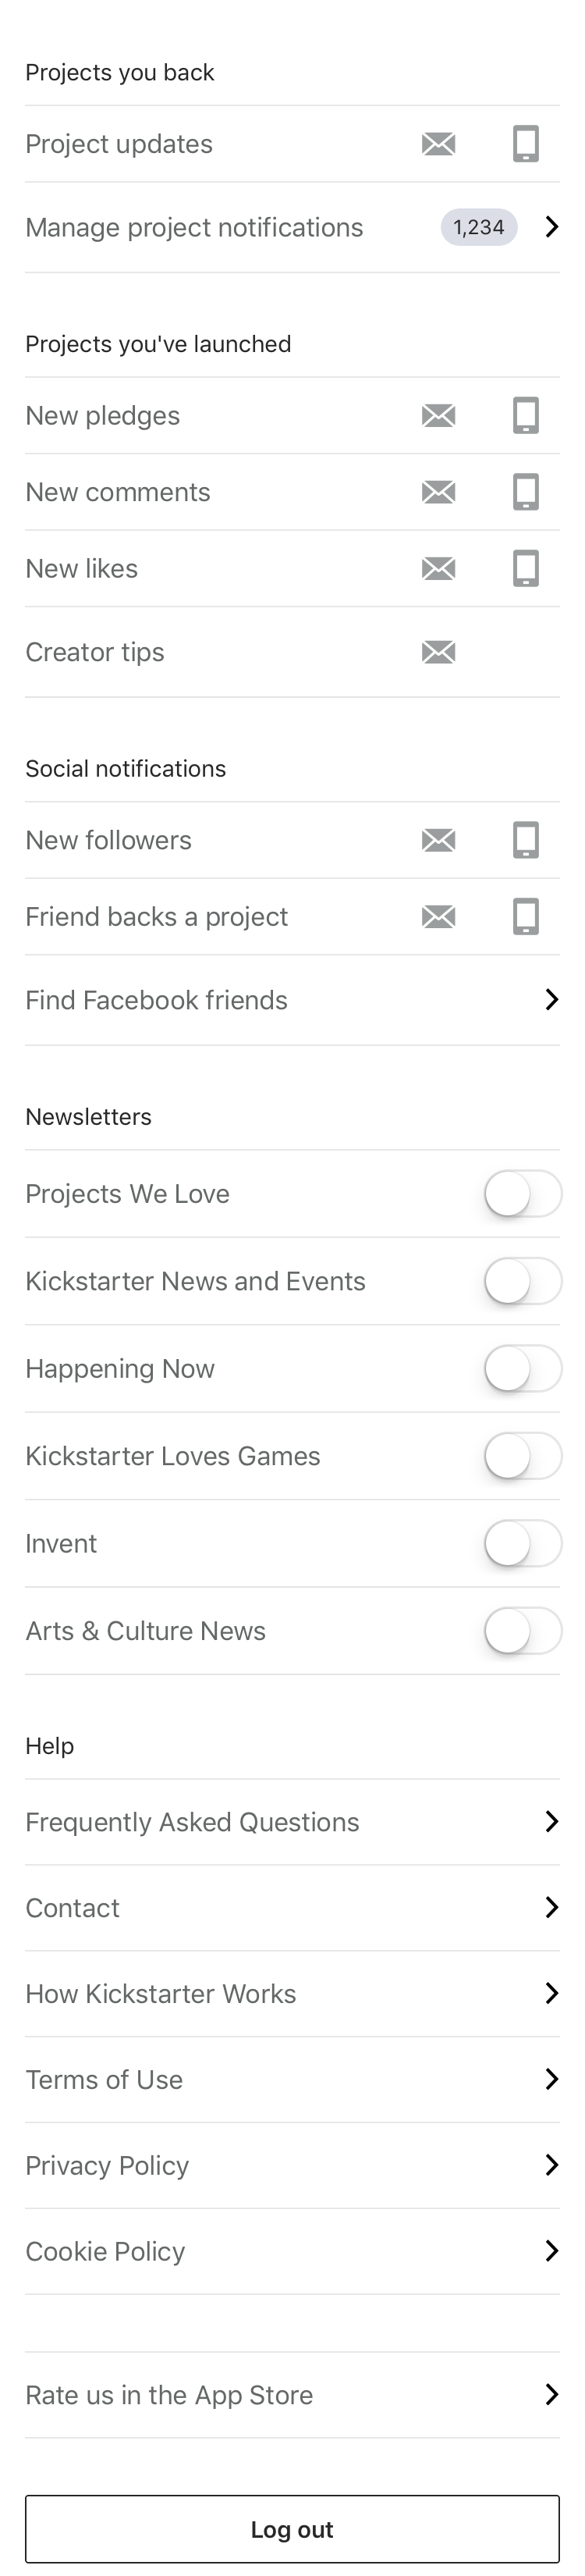 Projects you back
Project updates
Manage project notifications 1,234
Projects you've launched
New pledges
New comments
New likes
Creator tips
Social notifications
New followers
Friend backs a project
Find Facebook friends
Newsletters
Projects We Love
Kickstarter News and Events
Happening Now
Kickstarter Loves Games
Invent
Arts & Culture News
Help
Frequently Asked Questions
Contact
How Kickstarter Works
Terms of Use
Privacy Policy
Cookie Policy
Rate us in the App Store
Log out